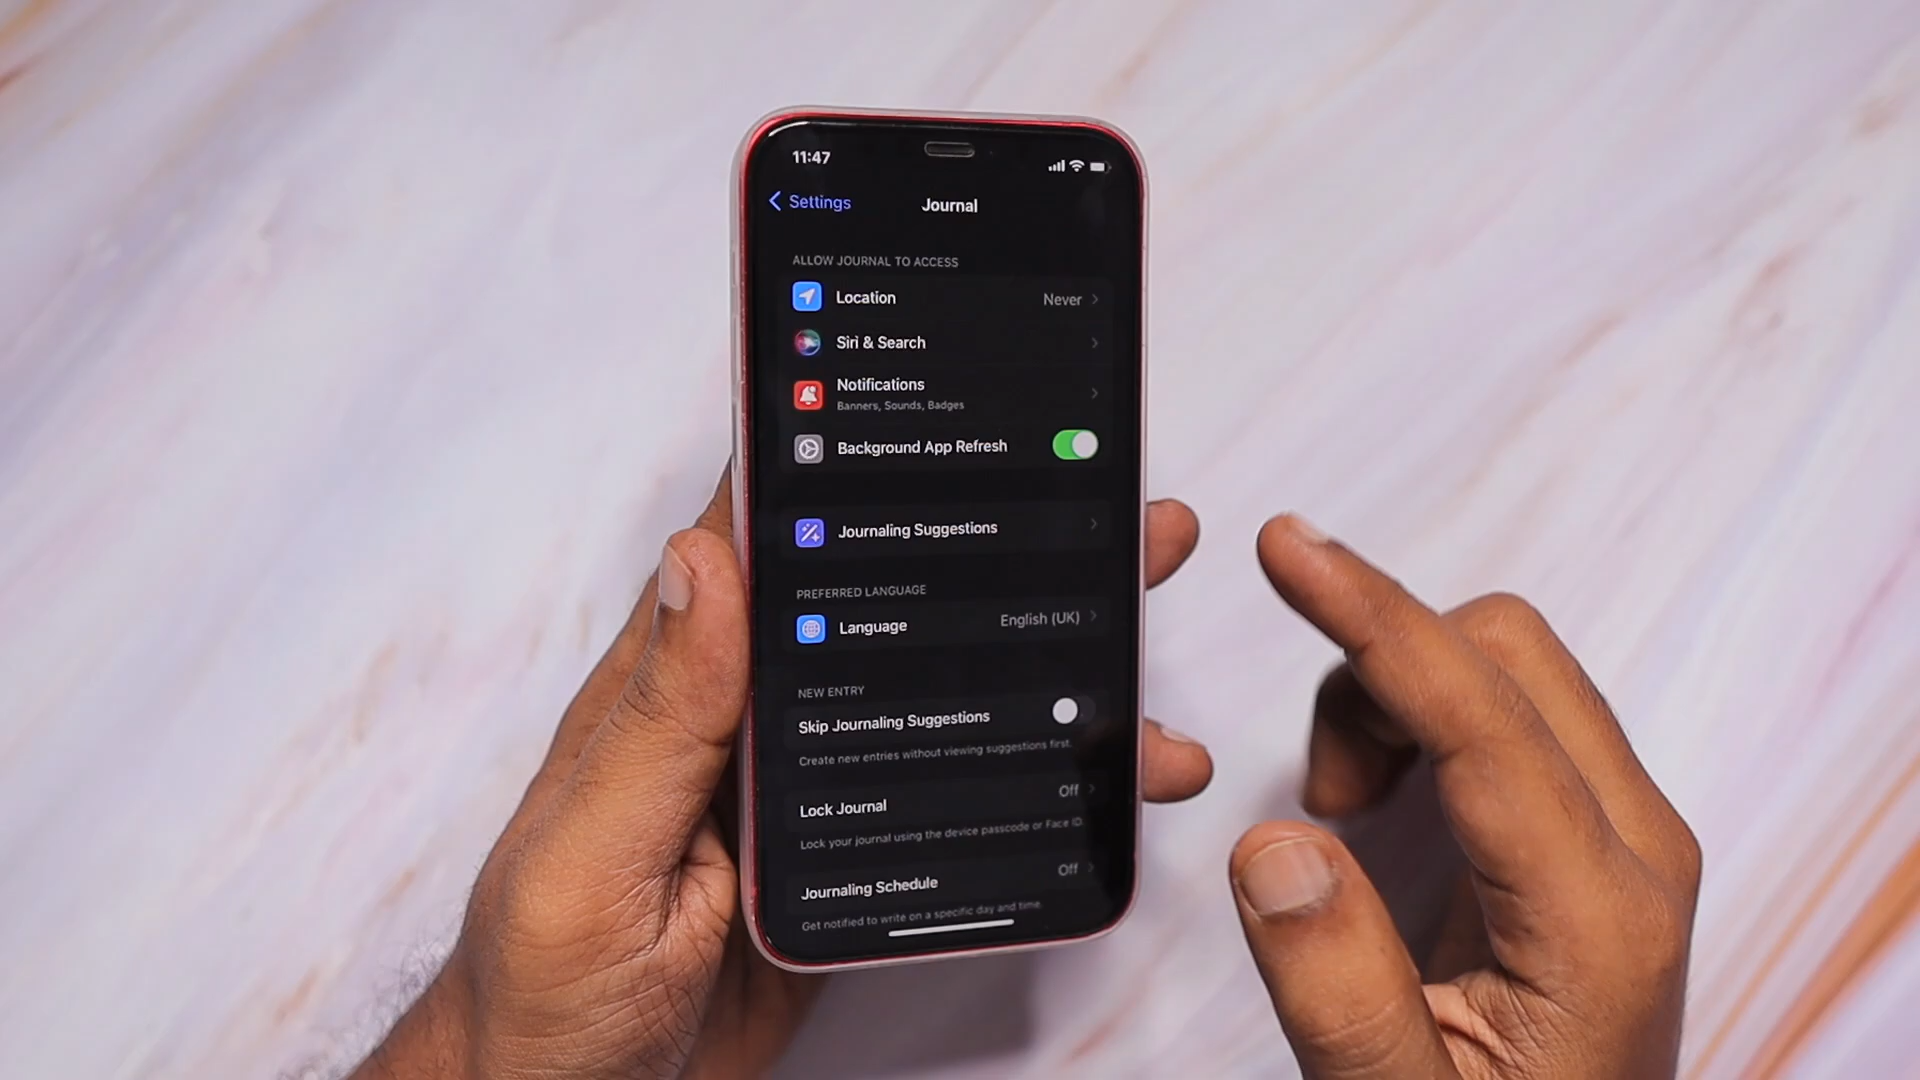 11:47
Settings
Journal
ALLOW JOURNAL TO ACCESS
Location
Never
Siri & Search
Notifications
Banners, Sounds, Badges
Background App Refresh
Journaling Suggestions
PREFERRED LANGUAGE
Language
English (UK)
NEW ENTRY
Skip Journaling Suggestions
Create new entries without viewing suggestions first.
Lock Journal
Off
Lock your journal using the device passcode or Face ID.
Journaling Schedule
Off
Get notified to write on a specific day and time.